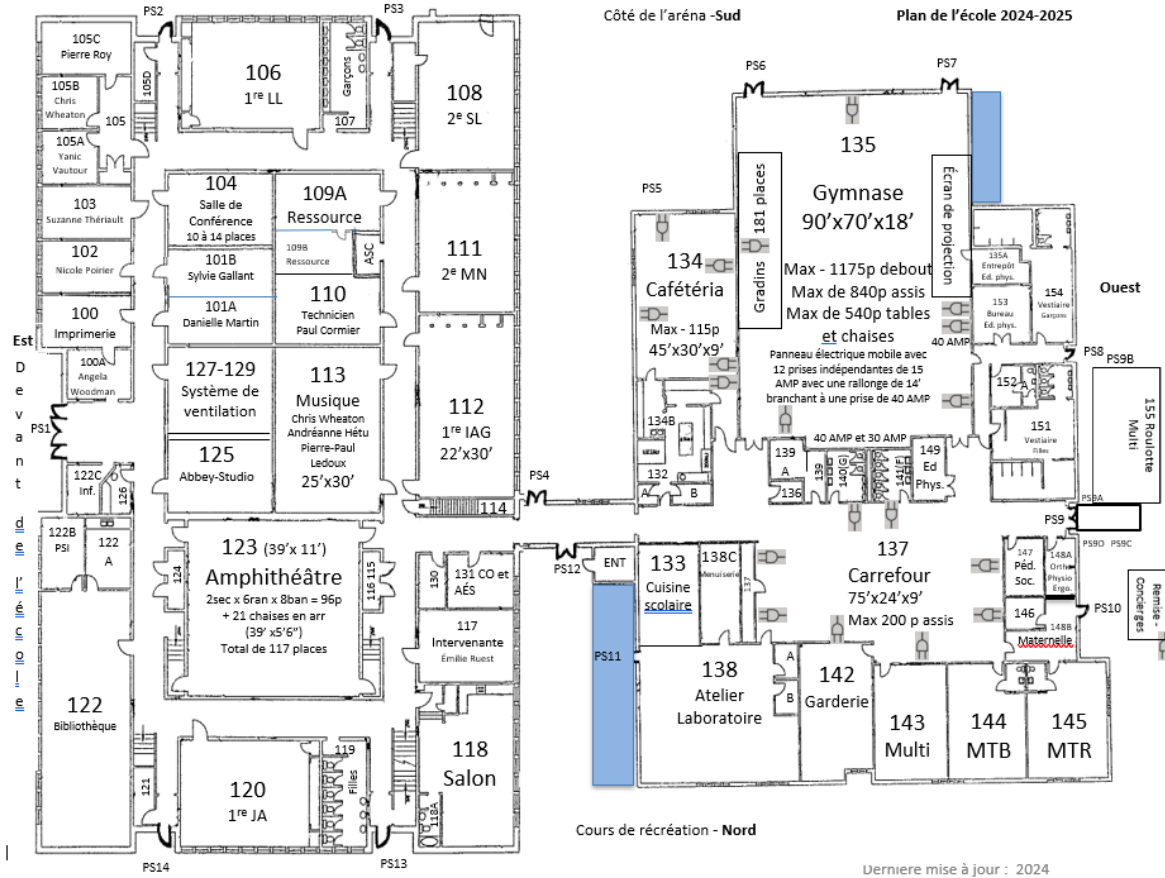 Côté de l'aréna -Sud
Plan de l'école 2024-2025
PS2
PS3
PS6
PS7
105C
Pierre Roy
105B
Chris
Wheaton
105A
Yanic
Vautour
105
105D
106
1re LL
Garçons
107
108
2e SL
103
Suzanne Thériault
102
Nicole Poirier
100
Imprimerie
100A
Angela
Woodman
104
Salle de
Conférence
10 à 14 places
101B
Sylvie Gallant
101A
Danielle Martin
109A
Ressource
109B
Ressource
ASC
110
Technicien
Paul Cormier
111
2e MN
127-129
Système de
ventilation
125
Abbey-Studio
113
Musique
Chris Wheaton
Andréanne Hétu
Pierre-Paul
Ledoux
25'x30'
112
1re IAG
22'x30'
114
PS4
Est
Devant de l'école
PS1
122C
Inf.
126
122B
PSI
122
A
122
Bibliothèque
124
123 (39'x 11')
Amphithéâtre
2sec x 6ran x 8ban = 96p
+ 21 chaises en arr
(39' x5'6")
Total de 117 places
116 115
130
131 CO et
AÉS
117
Intervenante
Émilie Ruest
118
Salon
118A
119
Filles
120
1re JA
121
PS14
PS13
PS5
134
Cafétéria
Max - 115p
45'x30'x9'
134B
132
A
B
135
Gymnase
90'x70'x18'
Max - 1175p debout
Max de 840p assis
Max de 540p tables
et chaises
Panneau électrique mobile avec
12 prises indépendantes de 15
AMP avec une rallonge de 14'
branchant à une prise de 40 AMP
Gradins 181 places
Écran de projection
40 AMP
40 AMP et 30 AMP
135A
Entrepôt
Ed. phys.
153
Bureau
Ed. phys.
154
Vestiaire
Garçons
Ouest
PS8
PS9B
152
A
151
Vestiaire
Filles
155 Roulotte
Multi
139
A
136
139
140(G)
141(F)
149
Ed
Phys.
PS9A
PS9
PS9D
PS9C
PS12
ENT
PS11
133
Cuisine
scolaire
138C
Menuiserie
137
137
Carrefour
75'x24'x9'
Max 200 p assis
147
Péd.
Soc.
148A
Ortho
Physio
Ergo.
146
148B
Maternelle
PS10
Remise -
Concierges
138
Atelier
Laboratoire
A
B
142
Garderie
143
Multi
144
MTB
145
MTR
Cours de récréation - Nord
Dernière mise à jour : 2024